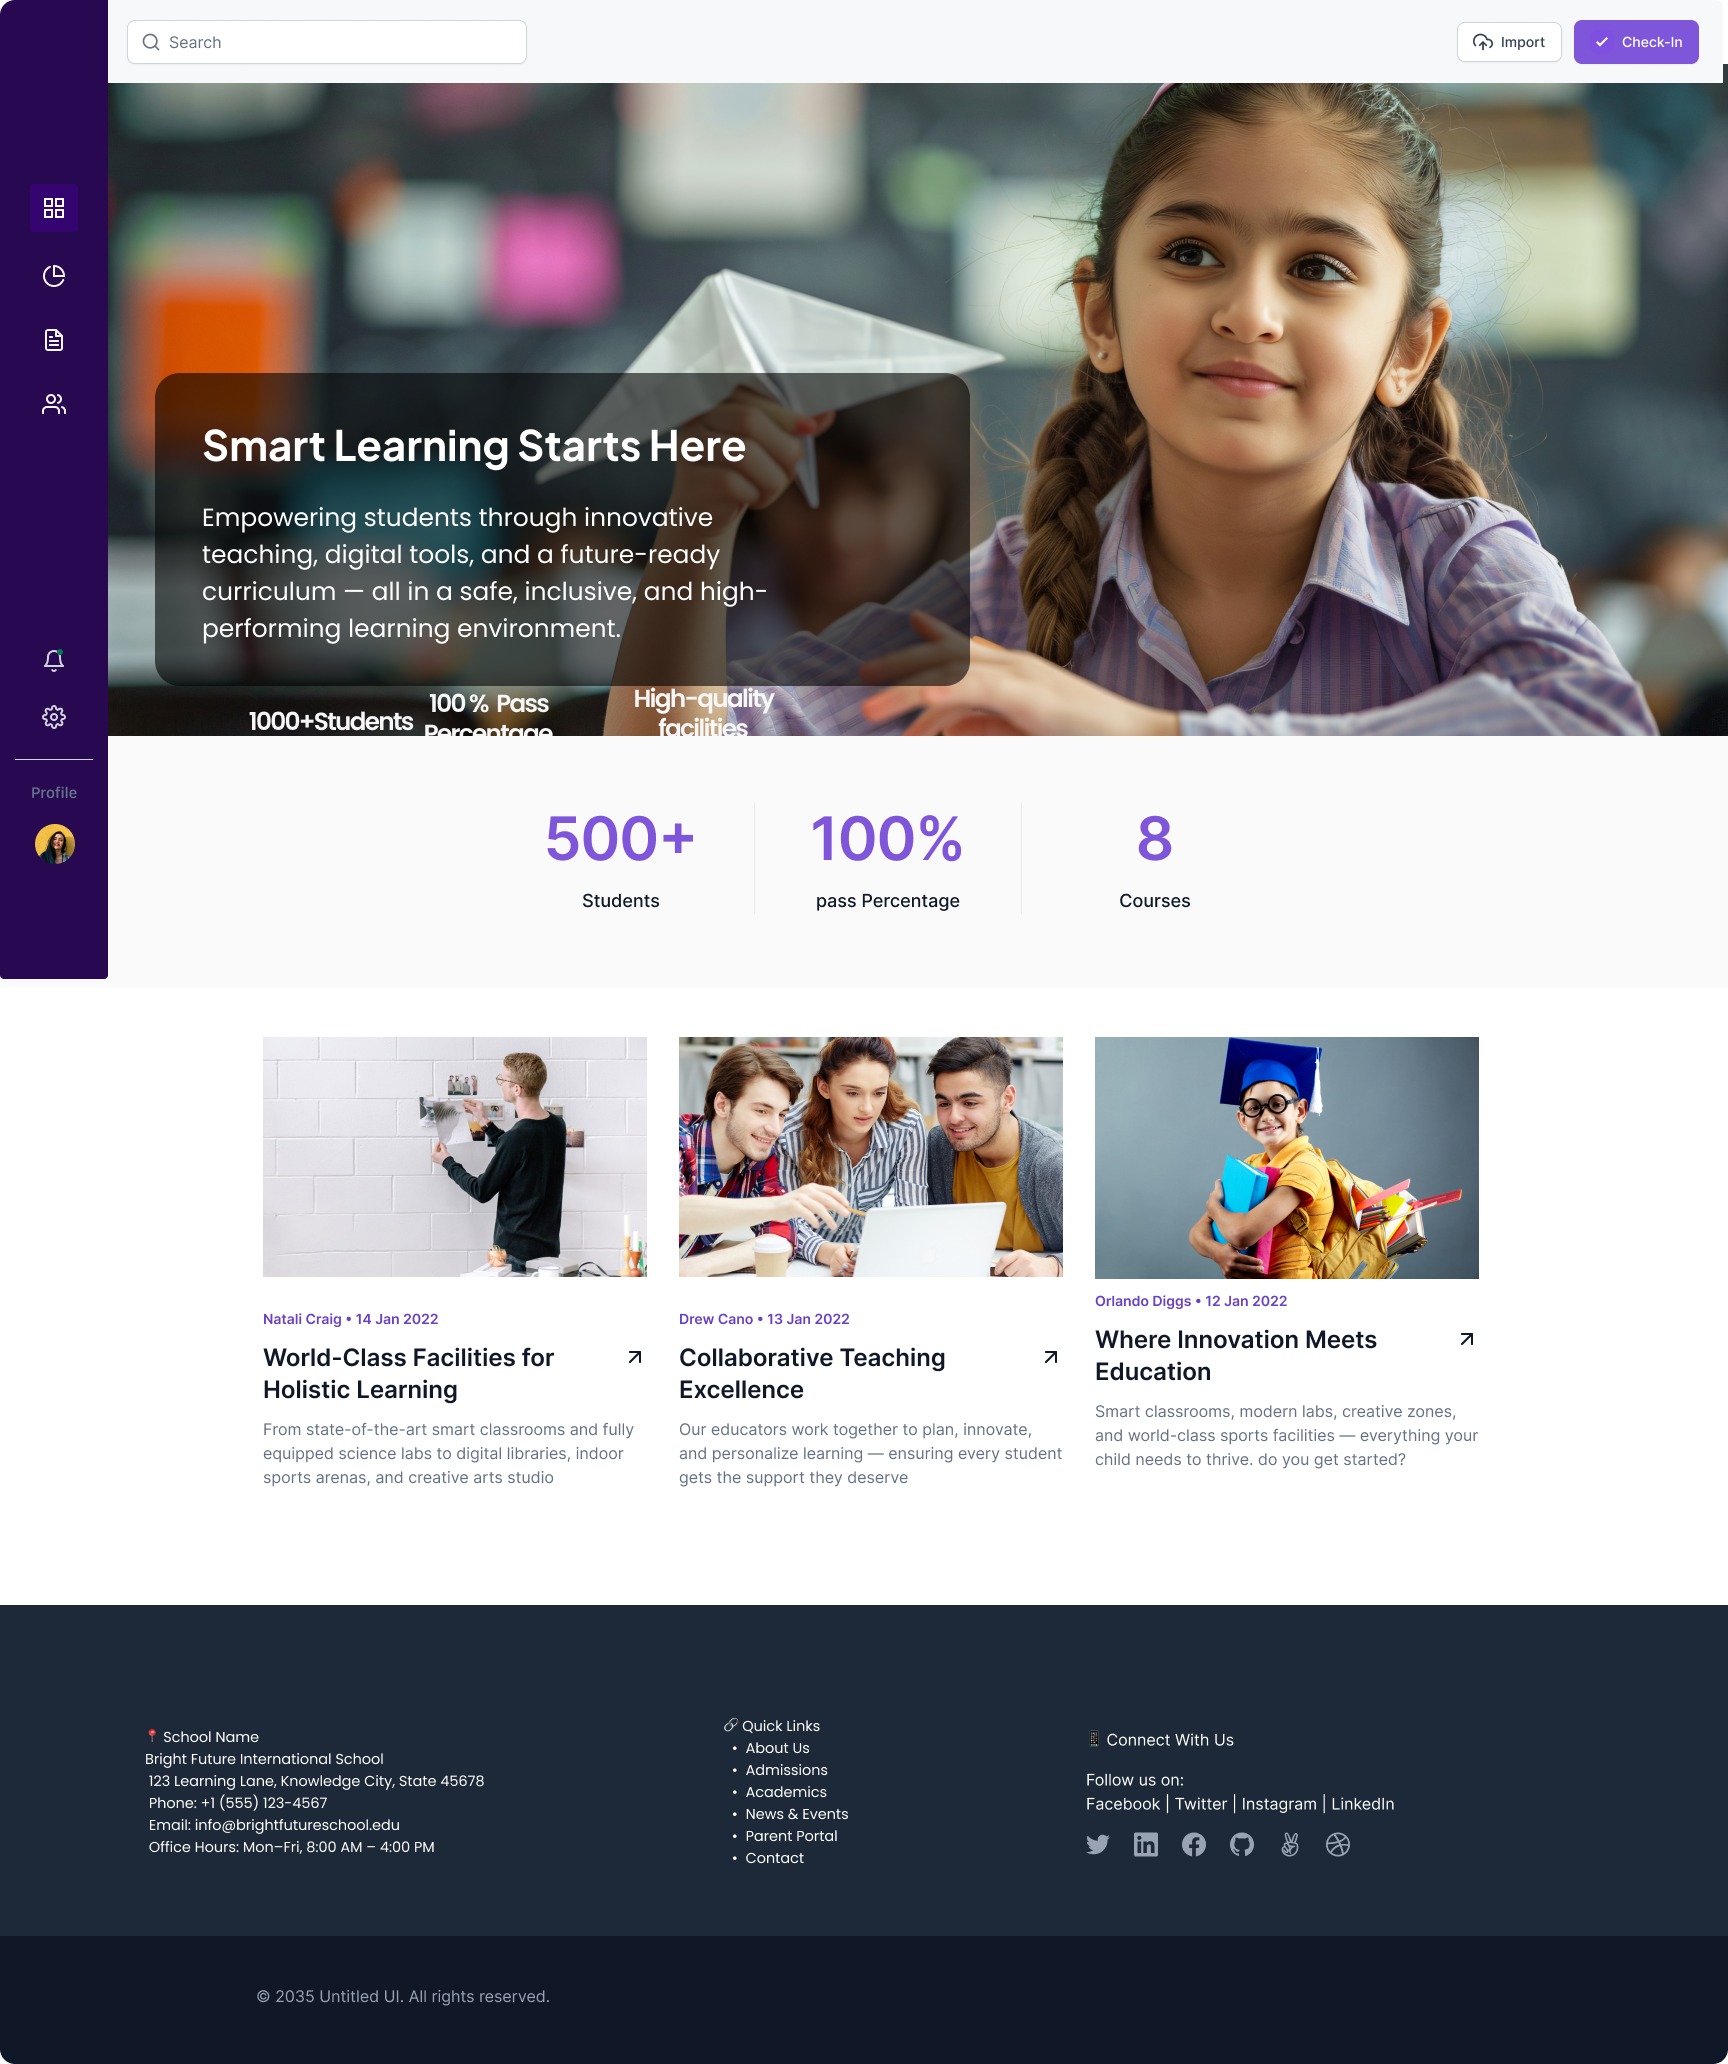 Search
Import
Check-In
Smart Learning Starts Here
Empowering students through innovative
teaching, digital tools, and a future-ready
curriculum — all in a safe, inclusive, and high-
performing learning environment.
1000+Students
100 % Pass
Percentage
High-quality
facilities
Profile
500+
Students
100%
pass Percentage
8
Courses
Natali Craig • 14 Jan 2022
World-Class Facilities for
Holistic Learning
From state-of-the-art smart classrooms and fully
equipped science labs to digital libraries, indoor
sports arenas, and creative arts studio
Drew Cano • 13 Jan 2022
Collaborative Teaching
Excellence
Our educators work together to plan, innovate,
and personalize learning — ensuring every student
gets the support they deserve
Orlando Diggs • 12 Jan 2022
Where Innovation Meets
Education
Smart classrooms, modern labs, creative zones,
and world-class sports facilities — everything your
child needs to thrive. do you get started?
📍 School Name
Bright Future International School
123 Learning Lane, Knowledge City, State 45678
Phone: +1 (555) 123-4567
Email: info@brightfutureschool.edu
Office Hours: Mon–Fri, 8:00 AM – 4:00 PM
🔗 Quick Links
• About Us
• Admissions
• Academics
• News & Events
• Parent Portal
• Contact
📱 Connect With Us
Follow us on:
Facebook | Twitter | Instagram | LinkedIn
© 2035 Untitled UI. All rights reserved.